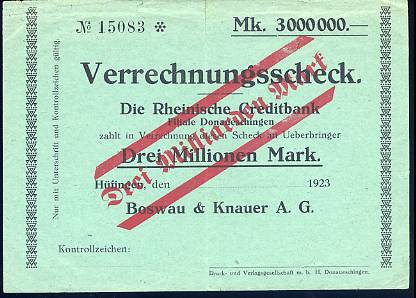 № 15083 ✻ Mk. 3000000.—
Verrechnungsscheck.
Die Rheinische Creditbank
Filiale Donaueschingen
zahlt in Verrechnung diesen Scheck an Ueberbringer
Drei Millionen Mark.
Drei Milliarden Mark
Hüfingen, den 1923
Boswau & Knauer A. G.
Kontrollzeichen:
Druck- und Verlagsgesellschaft m. b. H. Donaueschingen.
Nur mit Unterschrift und Kontrollzeichen gültig.